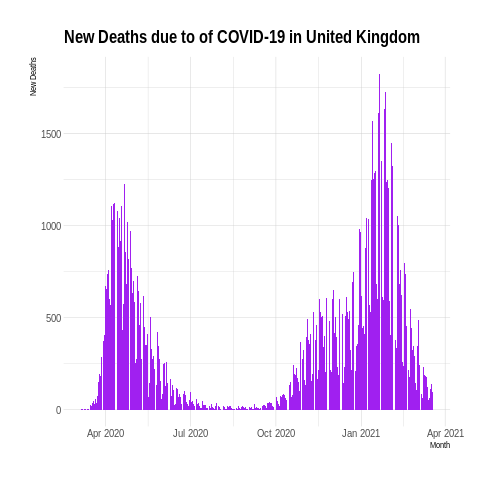 New Deaths due to of COVID-19 in United Kingdom
New Deaths
1500
1000
500
0
Apr 2020 Jul 2020 Oct 2020 Jan 2021 Apr 2021
Month